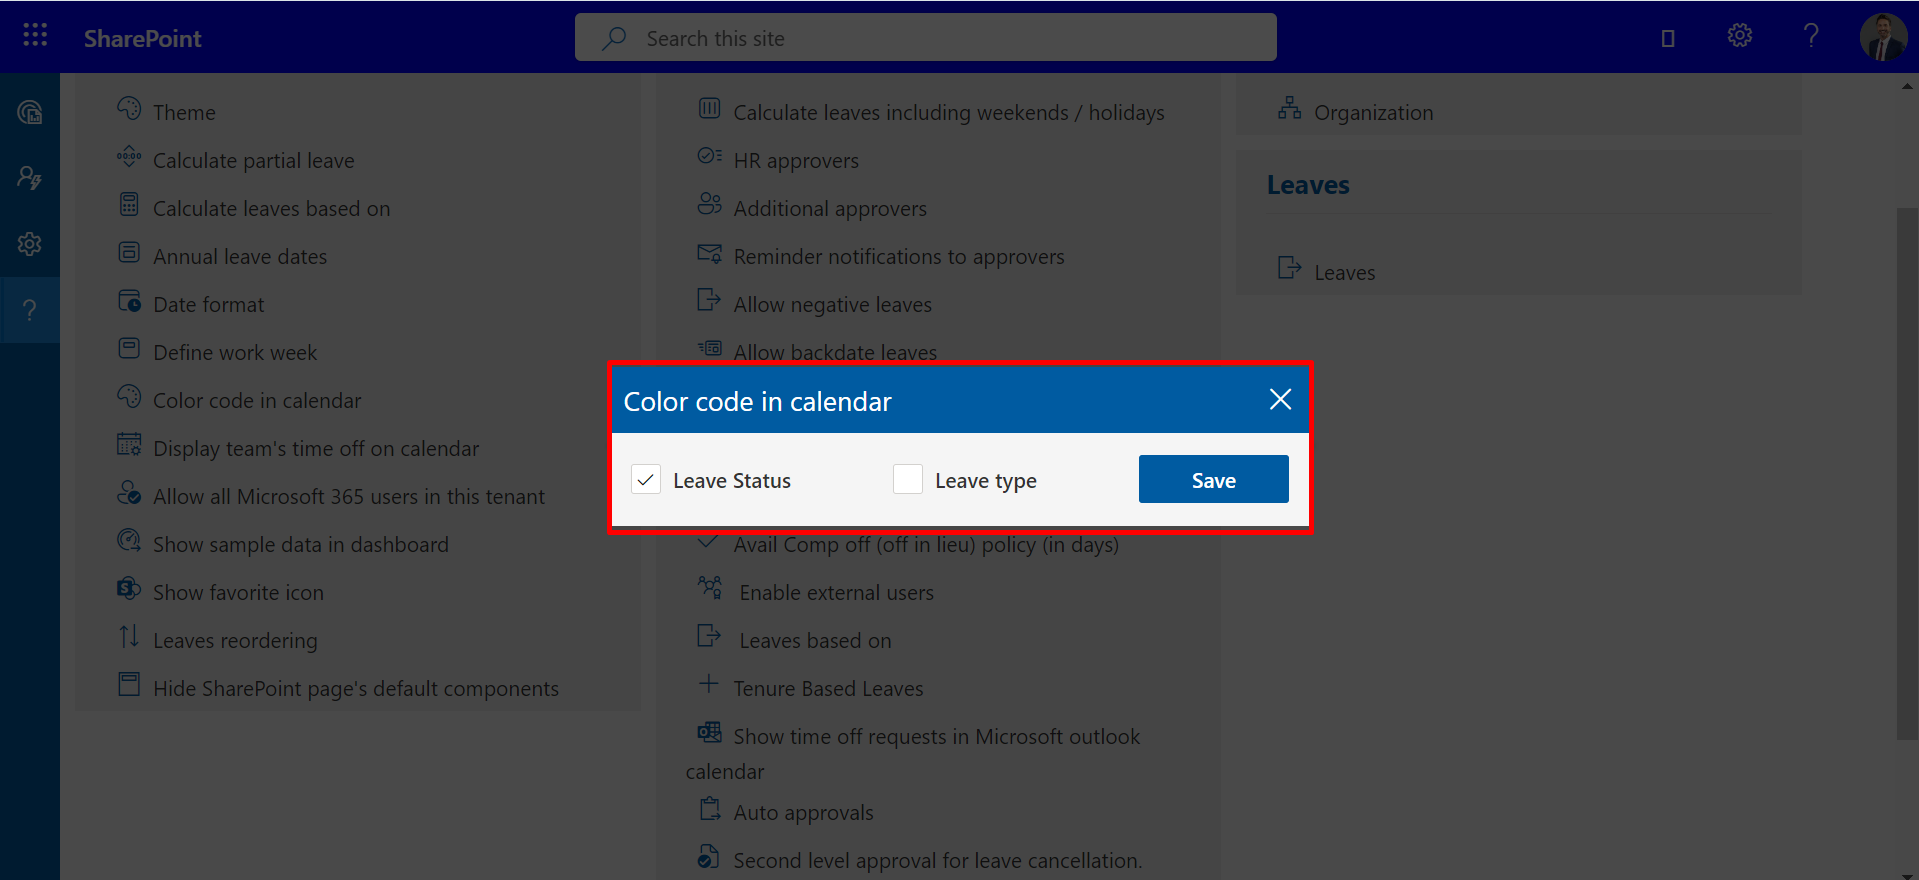 SharePoint
Search this site
Theme
Calculate partial leave
Calculate leaves based on
Annual leave dates
Date format
Define work week
Color code in calendar
Display team's time off on calendar
Allow all Microsoft 365 users in this tenant
Show sample data in dashboard
Show favorite icon
Leaves reordering
Hide SharePoint page's default components
Calculate leaves including weekends / holidays
HR approvers
Additional approvers
Reminder notifications to approvers
Allow negative leaves
Allow backdate leaves
Color code in calendar
Leave Status
Leave type
Save
Avail Comp off (off in lieu) policy (in days)
Enable external users
Leaves based on
Tenure Based Leaves
Show time off requests in Microsoft outlook
calendar
Auto approvals
Second level approval for leave cancellation.
Organization
Leaves
Leaves